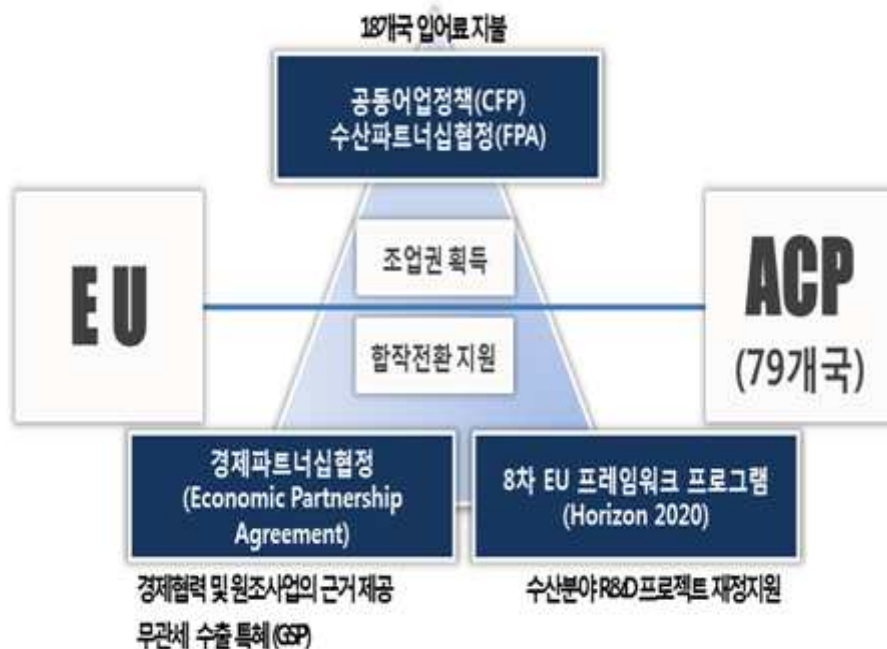 18개국 입어료 지불
공동어업정책(CFP)
수산파트너십협정(FPA)
EU
조업권 획득
ACP
(79개국)
합작전환 지원
경제파트너십협정
(Economic Partnership
Agreement)
8차 EU 프레임워크 프로그램
(Horizon 2020)
경제협력 및 원조사업의 근거 제공
무관세 수출 특혜 (GSP)
수산분야 R&D 프로젝트 재정지원